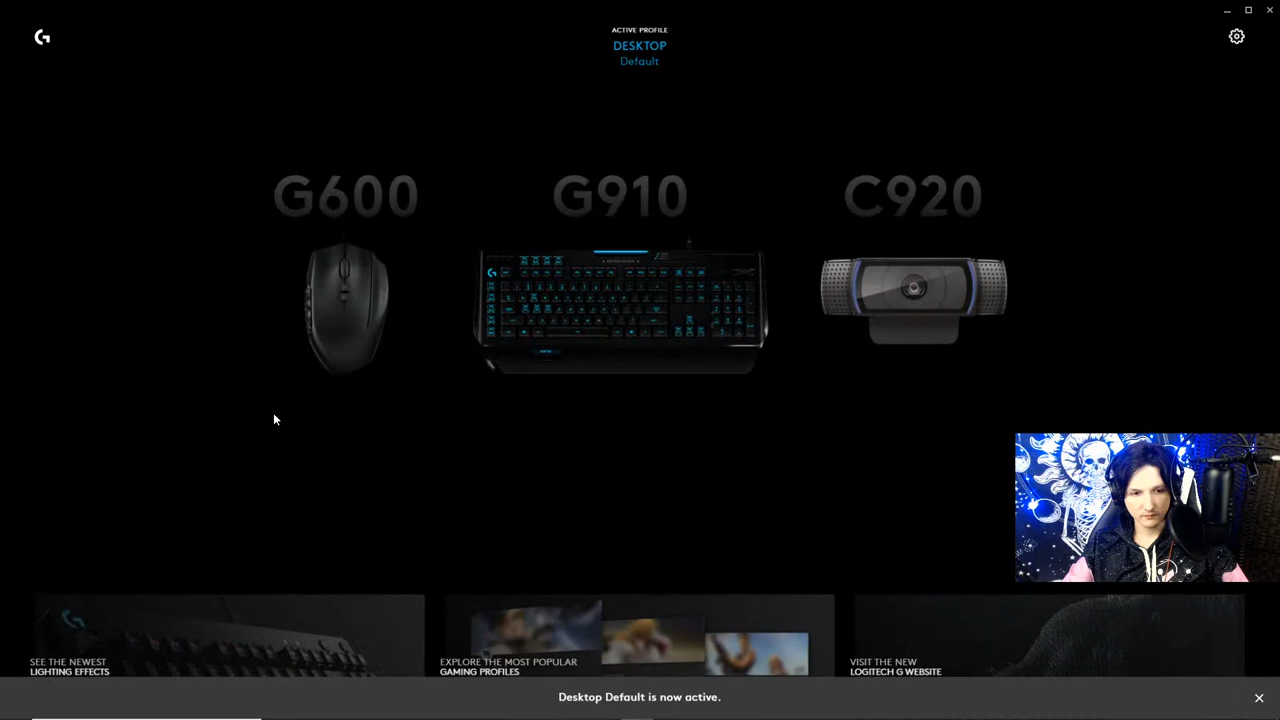 ACTIVE PROFILE
DESKTOP
Default
G600
G910
C920
SEE THE NEWEST
LIGHTING EFFECTS
EXPLORE THE MOST POPULAR
GAMING PROFILES
VISIT THE NEW
LOGITECH G WEBSITE
Desktop Default is now active.